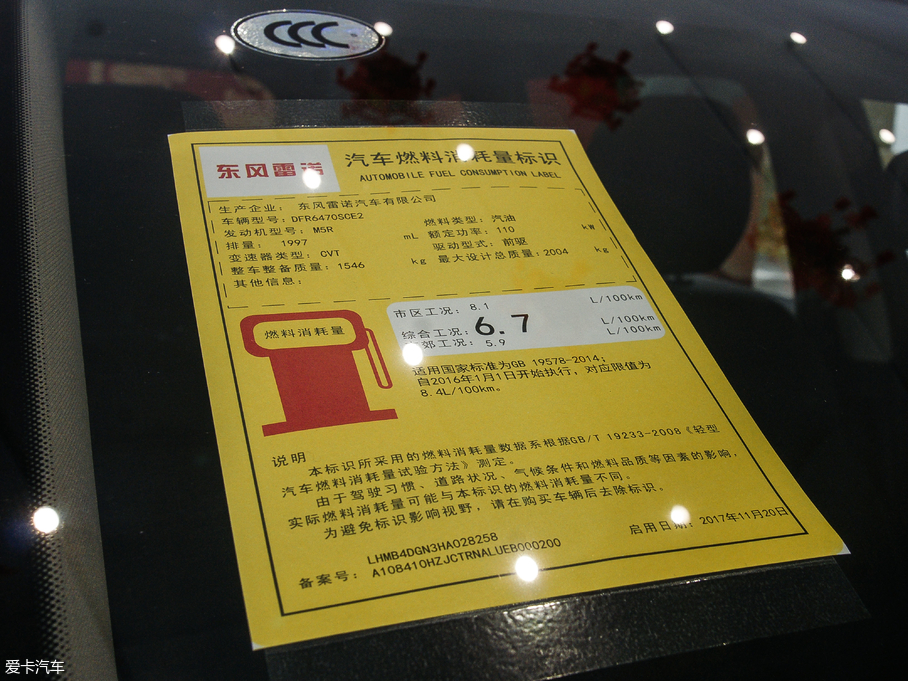 CCC
东风雷诺
汽车燃料消耗量标识
AUTOMOBILE FUEL CONSUMPTION LABEL
生产企业： 东风雷诺汽车有限公司
车辆型号：DFR6470SCE2 燃料类型：汽油
发动机型号：M5R 额定功率：110 kW
排量： 1997 mL 驱动型式：前驱
变速器类型：CVT 最大设计总质量：2004 kg
整车整备质量：1546 kg
其他信息：
燃料消耗量
市区工况：8.1 L/100km
综合工况：6.7 L/100km
郊工况：5.9 L/100km
适用国家标准为GB 19578-2014；
自2016年1月1日开始执行，对应限值为
8.4L/100km。
说明
本标识所采用的燃料消耗量数据系根据GB/T 19233-2008《轻型
汽车燃料消耗量试验方法》测定。
由于驾驶习惯、道路状况、气候条件和燃料品质等因素的影响，
实际燃料消耗量可能与本标识的燃料消耗量不同。
为避免标识影响视野，请在购买车辆后去除标识。
LHMB4DGN3HA028258
备案号：A108410HZJCTRNALUEB000200
启用日期：2017年11月20日
爱卡汽车